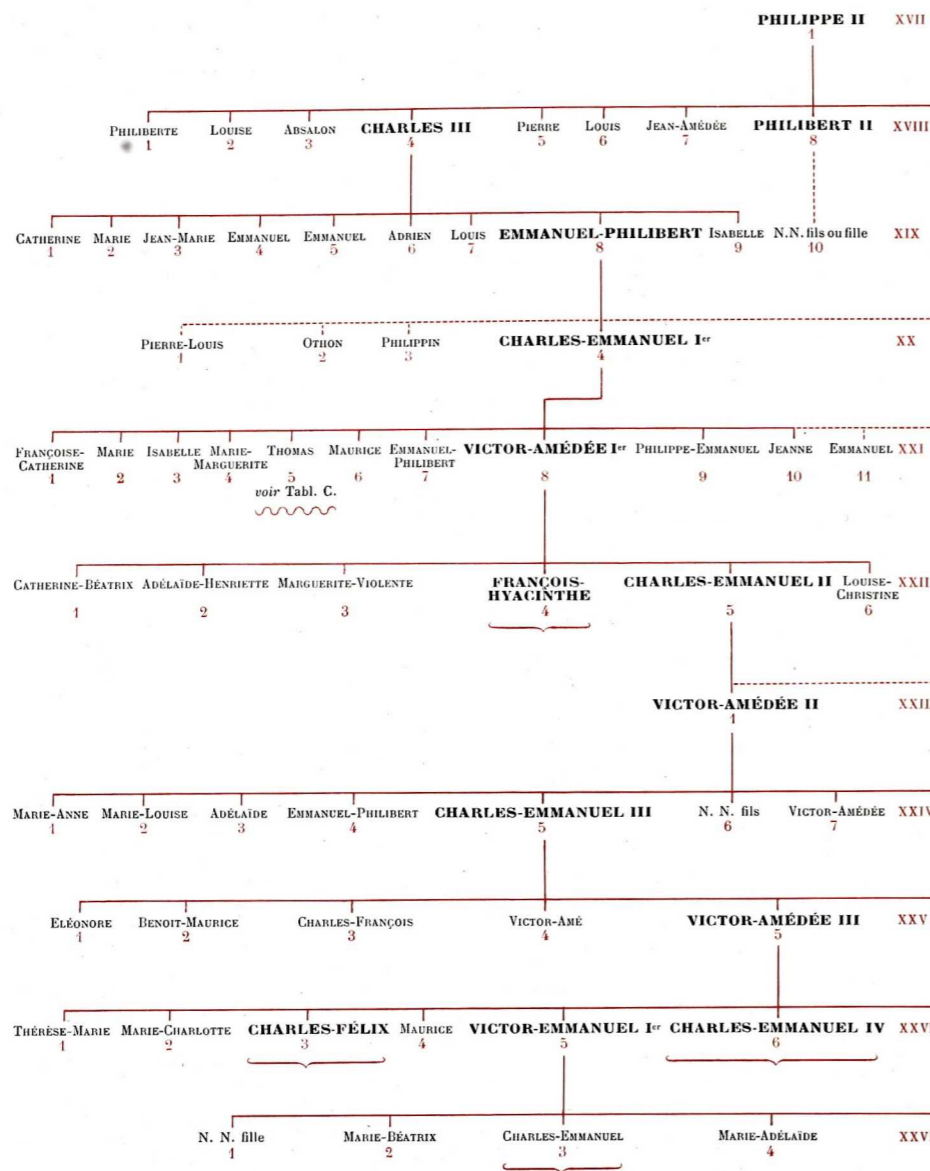 PHILIPPE II XVII
1
PHILIBERTE LOUISE ABSALON CHARLES III PIERRE LOUIS JEAN-AMÉDÉE PHILIBERT II XVIII
1 2 3 4 5 6 7 8
CATHERINE MARIE JEAN-MARIE EMMANUEL EMMANUEL ADRIEN LOUIS EMMANUEL-PHILIBERT ISABELLE N.N. fils ou fille XIX
1 2 3 4 5 6 7 8 9 10
PIERRE-LOUIS OTHON PHILIPPIN CHARLES-EMMANUEL Ier XX
1 2 3 4
FRANÇOISE- MARIE ISABELLE MARIE- THOMAS MAURICE EMMANUEL- VICTOR-AMÉDÉE Ier PHILIPPE-EMMANUEL JEANNE EMMANUEL XXI
CATHERINE MARGUERITE PHILIBERT
1 2 3 4 5 6 7 8 9 10 11
voir Tabl. C.
CATHERINE-BÉATRIX ADÉLAÏDE-HENRIETTE MARGUERITE-VIOLENTE FRANÇOIS- CHARLES-EMMANUEL II LOUISE- XXII
HYACINTHE CHRISTINE
1 2 3 4 5 6
VICTOR-AMÉDÉE II XXII
1
MARIE-ANNE MARIE-LOUISE ADÉLAÏDE EMMANUEL-PHILIBERT CHARLES-EMMANUEL III N. N. fils VICTOR-AMÉDÉE XXIV
1 2 3 4 5 6 7
ELÉONORE BENOIT-MAURICE CHARLES-FRANÇOIS VICTOR-AMÉ VICTOR-AMÉDÉE III XXV
1 2 3 4 5
THÉRÈSE-MARIE MARIE-CHARLOTTE CHARLES-FÉLIX MAURICE VICTOR-EMMANUEL Ier CHARLES-EMMANUEL IV XXV
1 2 3 4 5 6
N. N. fille MARIE-BÉATRIX CHARLES-EMMANUEL MARIE-ADÉLAÏDE XXV
1 2 3 4